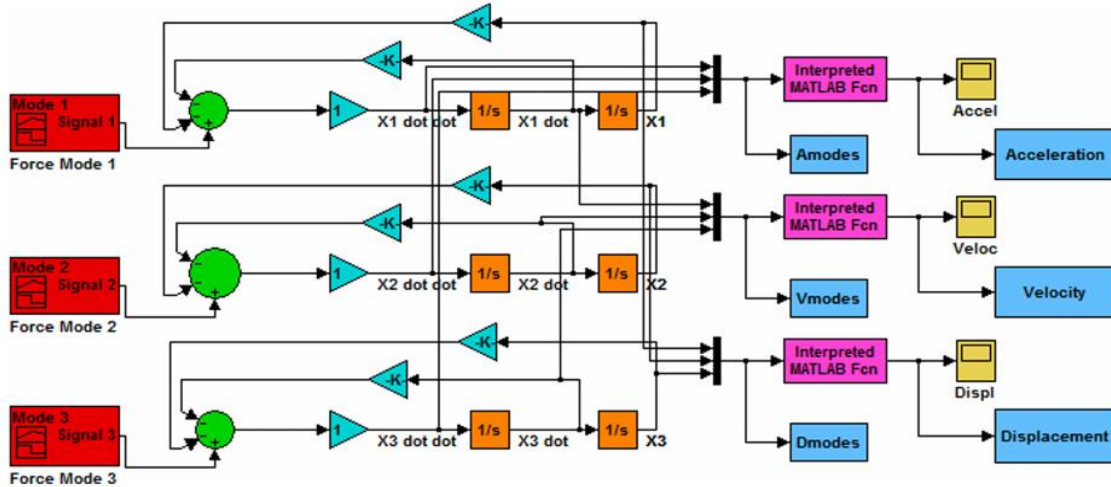 -K-
-K-
Mode 1
Signal 1
Force Mode 1
1
X1 dot dot
1/s
X1 dot
1/s
X1
Interpreted
MATLAB Fcn
Accel
Amodes
Acceleration
-K-
-K-
Mode 2
Signal 2
Force Mode 2
1
X2 dot dot
1/s
X2 dot
1/s
X2
Interpreted
MATLAB Fcn
Veloc
Vmodes
Velocity
-K-
-K-
Mode 3
Signal 3
Force Mode 3
1
X3 dot dot
1/s
X3 dot
1/s
X3
Interpreted
MATLAB Fcn
Displ
Dmodes
Displacement